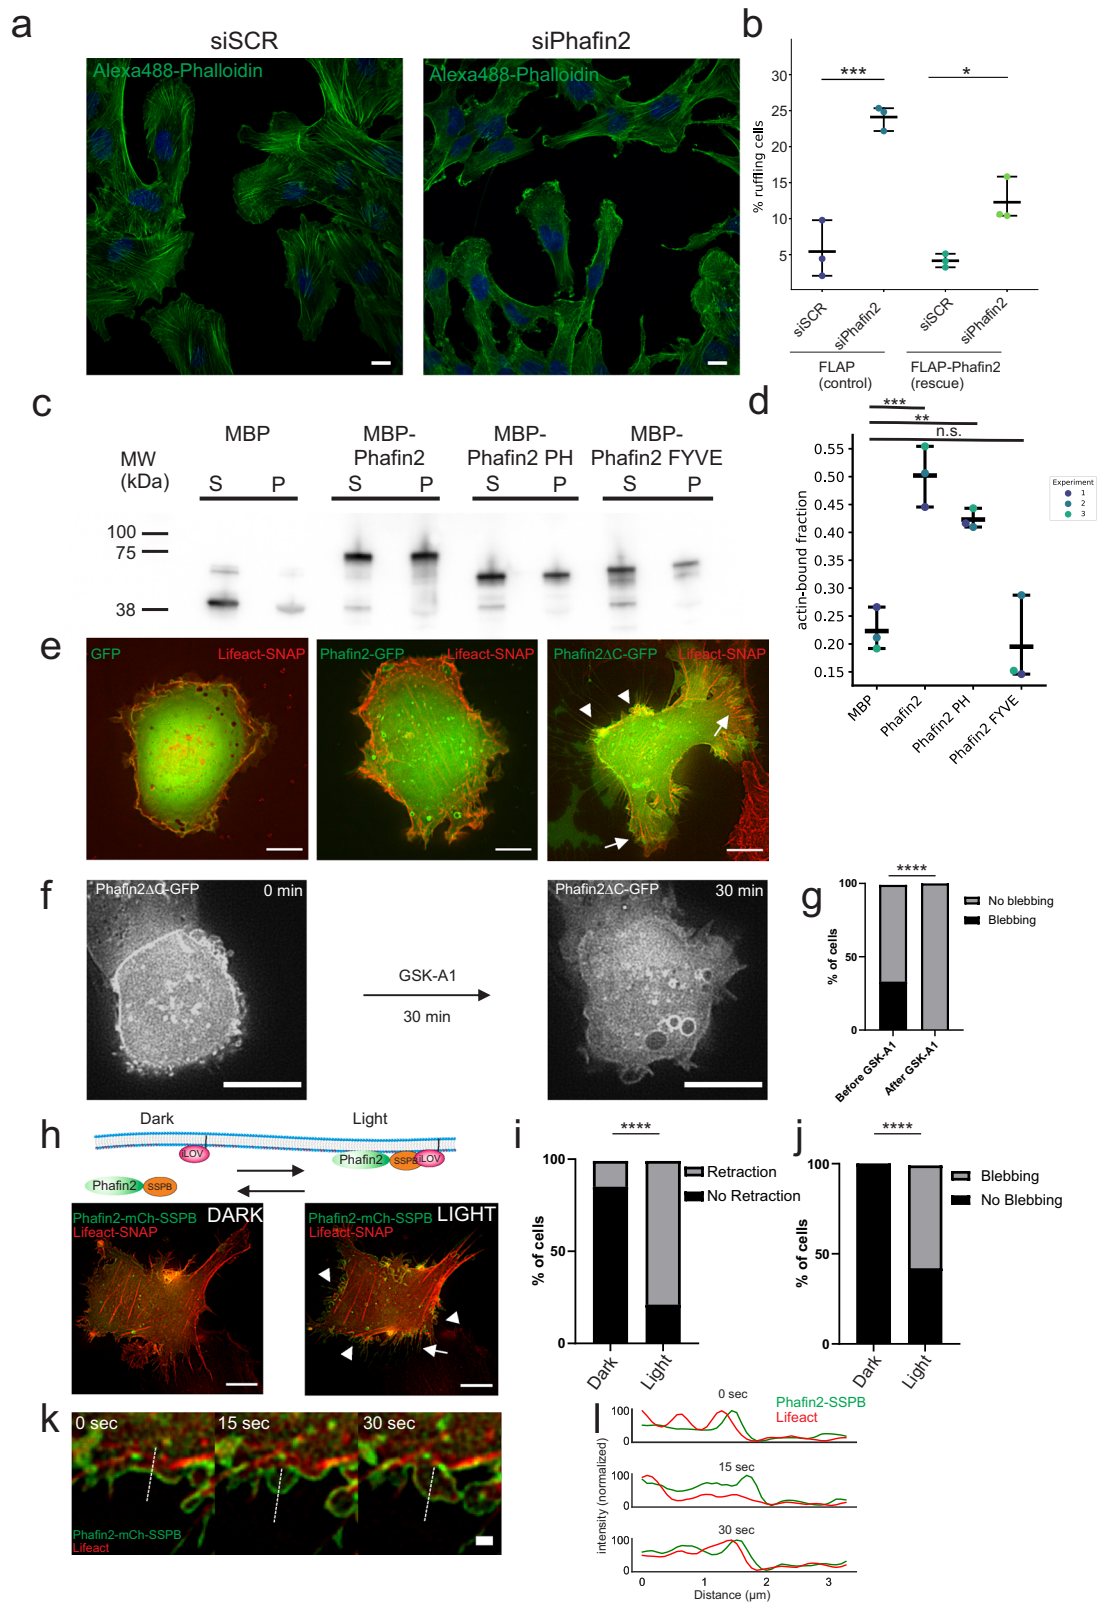 a
siSCR
siPhafin2
Alexa488-Phalloidin
Alexa488-Phalloidin
b
% ruffling cells
30
25
20
15
10
5
***
*
siSCR
siPhafin2
siSCR
siPhafin2
FLAP
(control)
FLAP-Phafin2
(rescue)
c
MW
(kDa)
MBP
MBP-
Phafin2
MBP-
Phafin2 PH
MBP-
Phafin2 FYVE
S P S P S P S P
100
75
38
d
***
**
n.s.
actin-bound fraction
0.55
0.50
0.45
0.40
0.35
0.30
0.25
0.20
0.15
MBP
Phafin2
Phafin2 PH
Phafin2 FYVE
Experiment
1
2
3
e
GFP Lifeact-SNAP
Phafin2-GFP Lifeact-SNAP
Phafin2ΔC-GFP Lifeact-SNAP
f
Phafin2ΔC-GFP 0 min
GSK-A1
30 min
Phafin2ΔC-GFP 30 min
g
****
% of cells
100
50
0
Before GSK-A1
After GSK-A1
No blebbing
Blebbing
h
Dark
Light
iLOV
Phafin2 SSPB
Phafin2 SSPB iLOV
Phafin2-mCh-SSPB DARK
Lifeact-SNAP
Phafin2-mCh-SSPB LIGHT
Lifeact-SNAP
i
****
% of cells
100
50
0
Dark
Light
Retraction
No Retraction
j
****
% of cells
100
50
0
Dark
Light
Blebbing
No Blebbing
k
0 sec
15 sec
30 sec
Phafin2-mCh-SSPB
Lifeact
l
0 sec
Phafin2-SSPB
Lifeact
100
0
15 sec
100
0
30 sec
100
0
intensity (normalized)
0 1 2 3
Distance (µm)